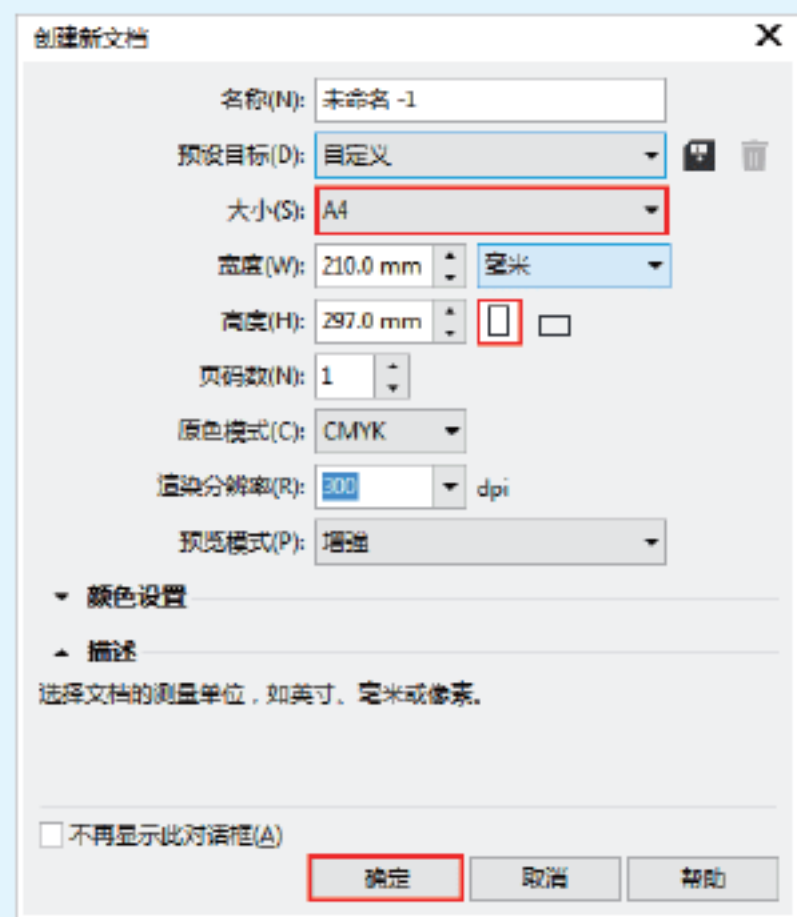 创建新文档
名称(N): 未命名 -1
预设目标(D): 自定义
大小(S): A4
宽度(W): 210.0 mm 毫米
高度(H): 297.0 mm
页码数(N): 1
原色模式(C): CMYK
渲染分辨率(R): 300 dpi
预览模式(P): 增强
颜色设置
描述
选择文档的测量单位，如英寸、毫米或像素。
不再显示此对话框(A)
确定 取消 帮助